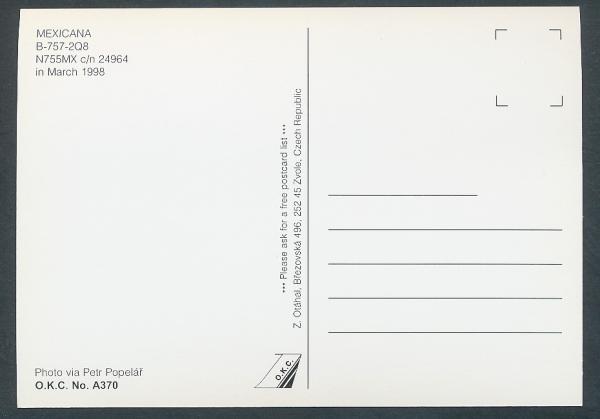 MEXICANA
B-757-2Q8
N755MX c/n 24964
in March 1998
••• Please ask for a free postcard list •••
Z. Otáhal, Březovská 496, 252 45 Zvole, Czech Republic
Photo via Petr Popelář
O.K.C. No. A370
O.K.C.